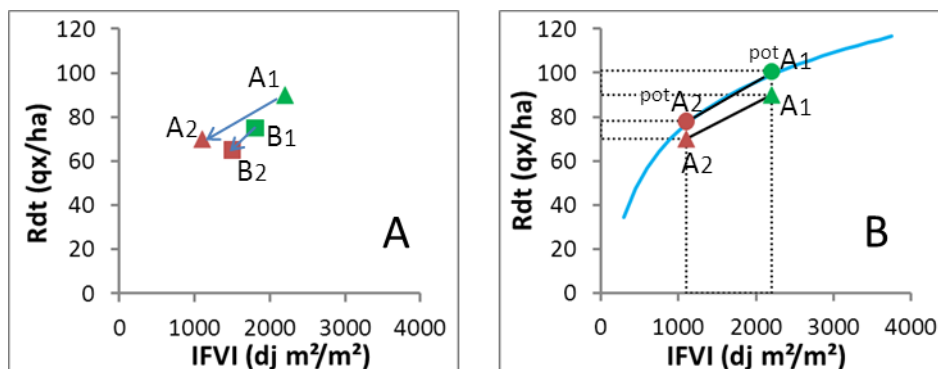 120
100
80
60
40
20
0
Rdt (qx/ha)
A1
A2
B1
B2
A
0 1000 2000 3000 4000
IFVI (dj m²/m²)
120
100
80
60
40
20
0
Rdt (qx/ha)
pot A1
pot A2
A1
A2
B
0 1000 2000 3000 4000
IFVI (dj m²/m²)